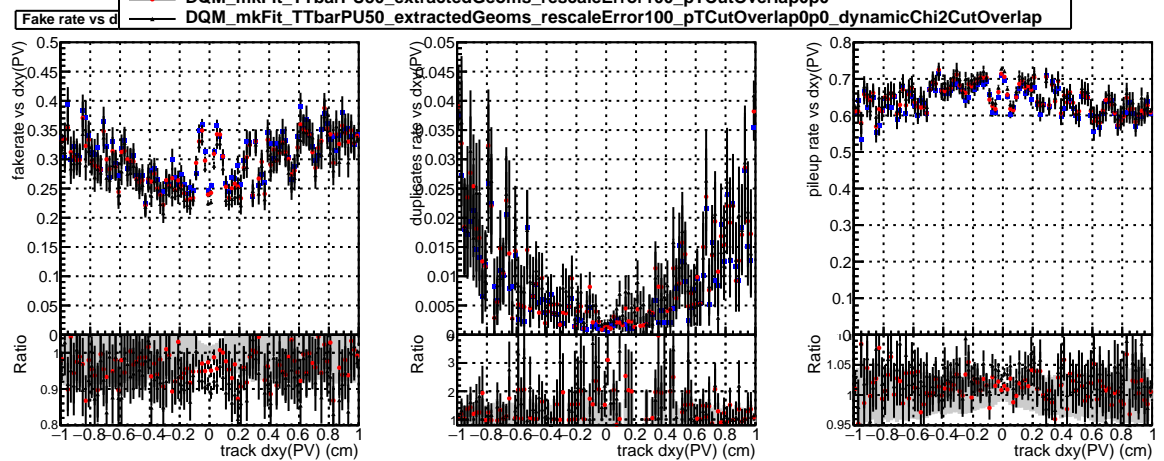 DQM_mkFit_TTbarPU50_extractedGeoms_rescaleError100_pTCutOverlap0p0
DQM_mkFit_TTbarPU50_extractedGeoms_rescaleError100_pTCutOverlap0p0_dynamicChi2CutOverlap
Fake rate vs d
fakerate vs dxy(PV)
0.5
0.45
0.4
0.35
0.3
0.25
0.2
0.15
0.1
0.05
0
Ratio
1
0.9
0.8
−1 −0.8 −0.6 −0.4 −0.2 0 0.2 0.4 0.6 0.8 1
track dxy(PV) (cm)
duplicates rate vs dxy(PV)
0.05
0.045
0.04
0.035
0.03
0.025
0.02
0.015
0.01
0.005
0
Ratio
3
2
−1 −0.8 −0.6 −0.4 −0.2 0 0.2 0.4 0.6 0.8 1
track dxy(PV) (cm)
pileup rate vs dxy(PV)
0.8
0.7
0.6
0.5
0.4
0.3
0.2
0.1
0
Ratio
1.05
1
0.95
−1 −0.8 −0.6 −0.4 −0.2 0 0.2 0.4 0.6 0.8 1
track dxy(PV) (cm)